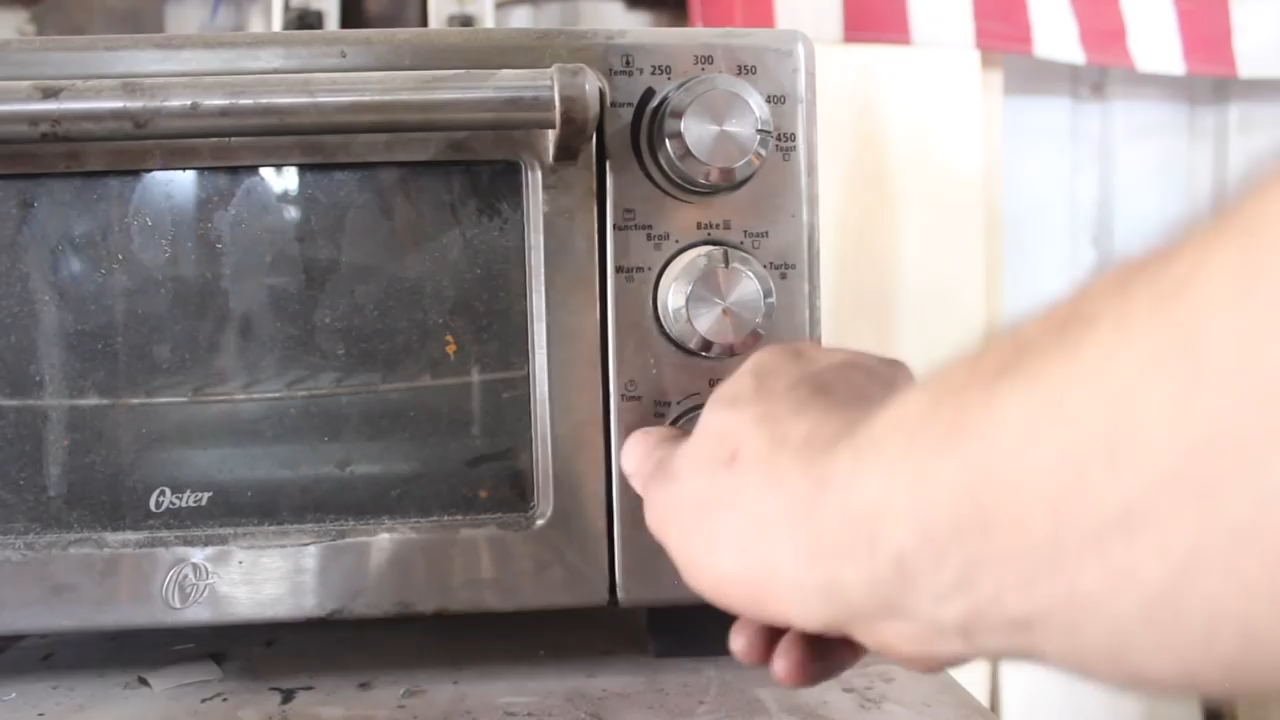 Temp °F
250
300
350
Warm
400
450
Toast
Function
Broil
Bake
Toast
Warm
Turbo
Time
Stay
On
Oster